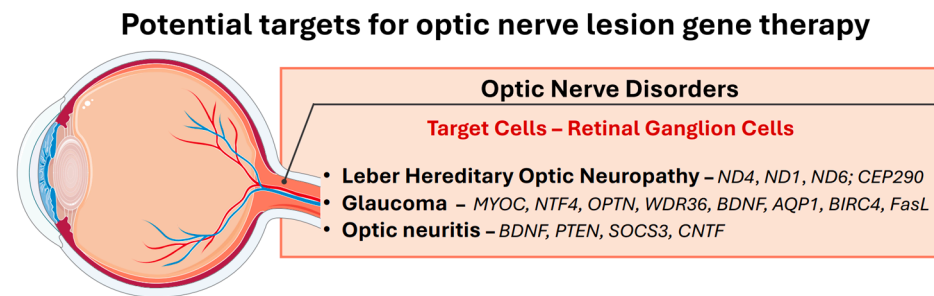 Potential targets for optic nerve lesion gene therapy
Optic Nerve Disorders
Target Cells – Retinal Ganglion Cells
• Leber Hereditary Optic Neuropathy – ND4, ND1, ND6; CEP290
• Glaucoma – MYOC, NTF4, OPTN, WDR36, BDNF, AQP1, BIRC4, FasL
• Optic neuritis – BDNF, PTEN, SOCS3, CNTF